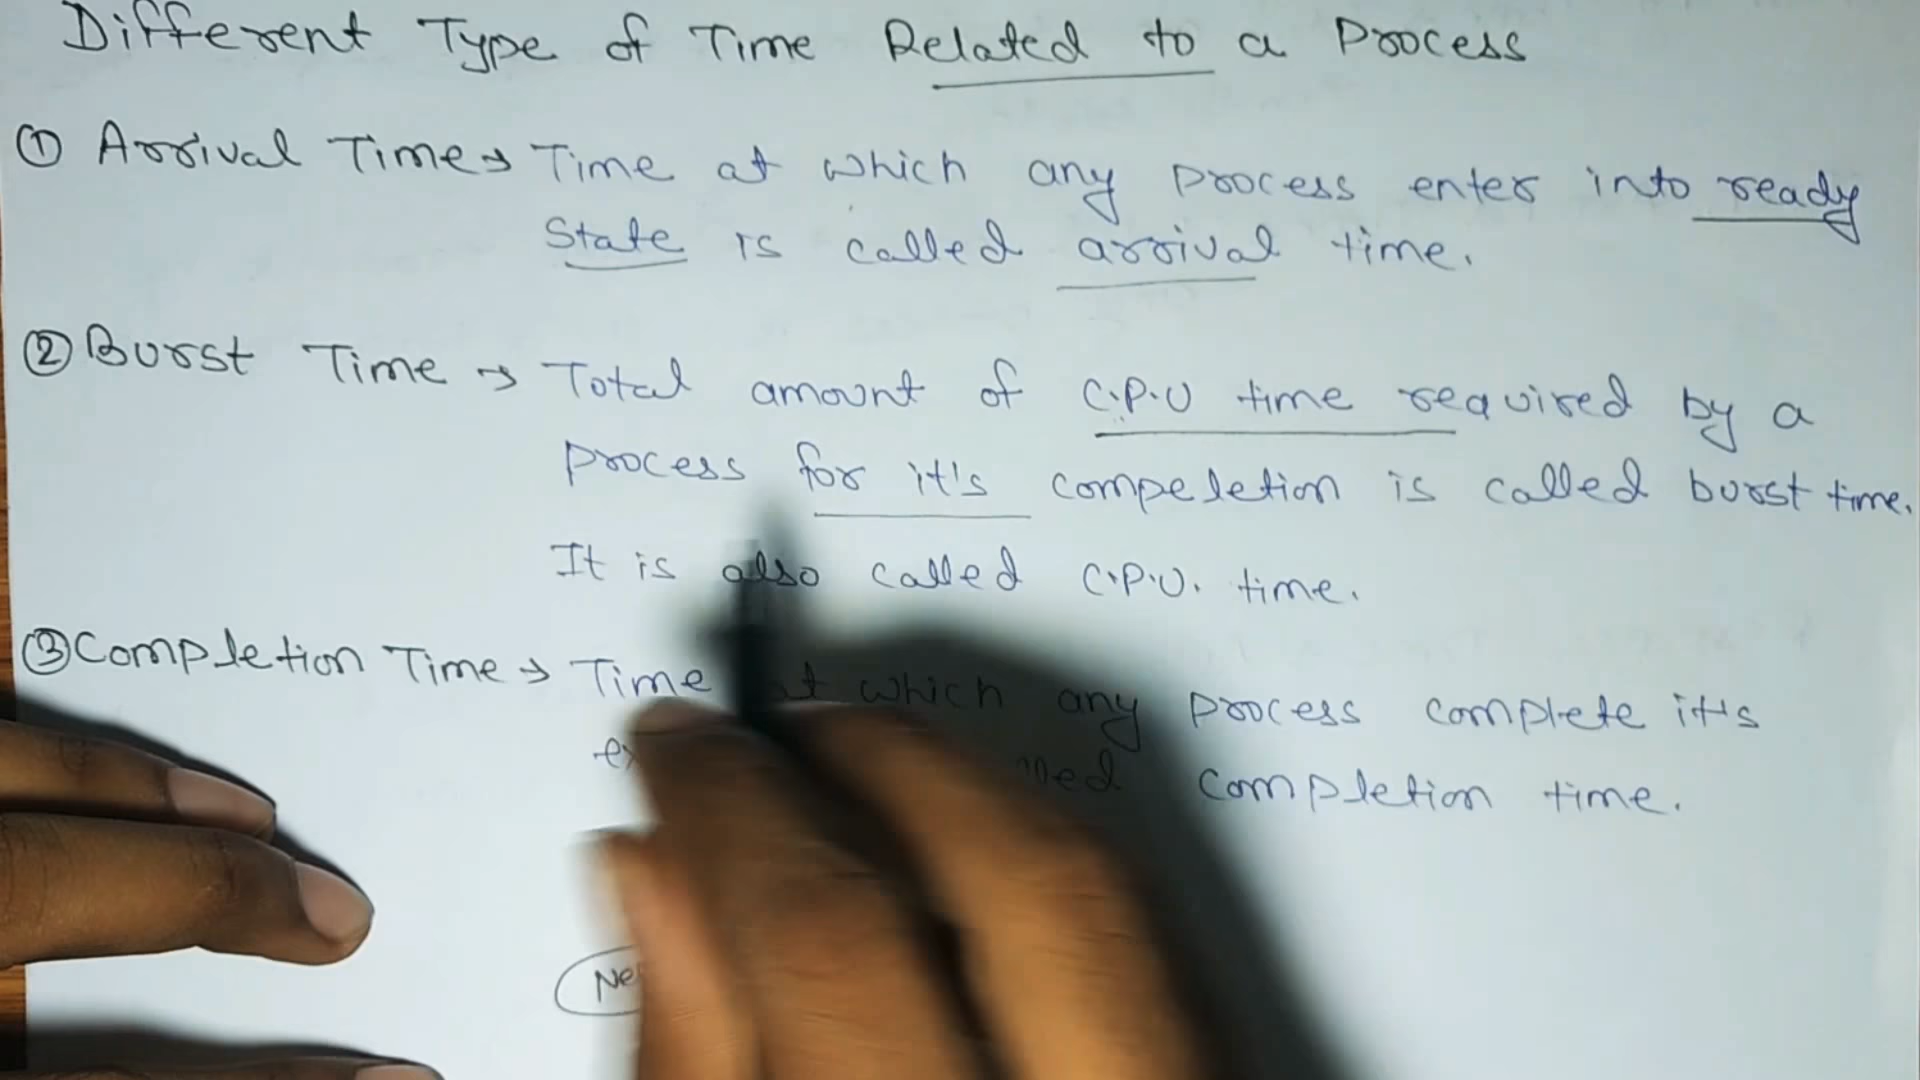 Different Type of Time Related to a Process
① Arrival Time → Time at which any process enter into ready
State is called arrival time.
② Burst Time → Total amount of C.P.U time required by a
process for it's compeletion is called burst time.
It is also called C.P.U. time.
③ Completion Time → Time at which any process complete it's
completion time.